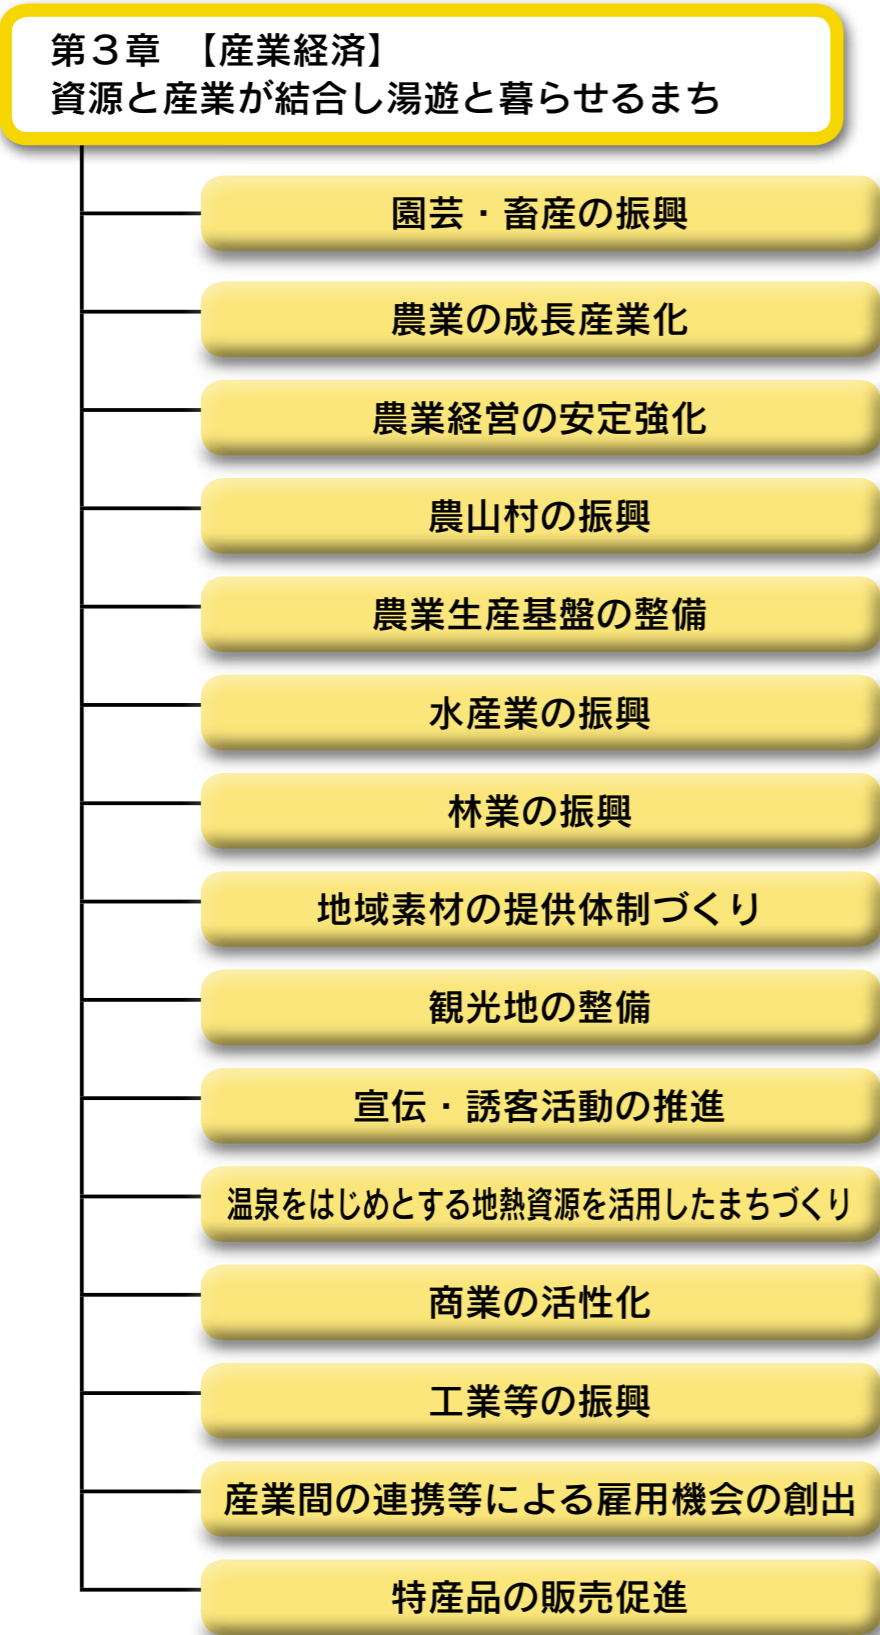 第３章　【産業経済】
資源と産業が結合し湯遊と暮らせるまち
園芸・畜産の振興
農業の成長産業化
農業経営の安定強化
農山村の振興
農業生産基盤の整備
水産業の振興
林業の振興
地域素材の提供体制づくり
観光地の整備
宣伝・誘客活動の推進
温泉をはじめとする地熱資源を活用したまちづくり
商業の活性化
工業等の振興
産業間の連携等による雇用機会の創出
特産品の販売促進